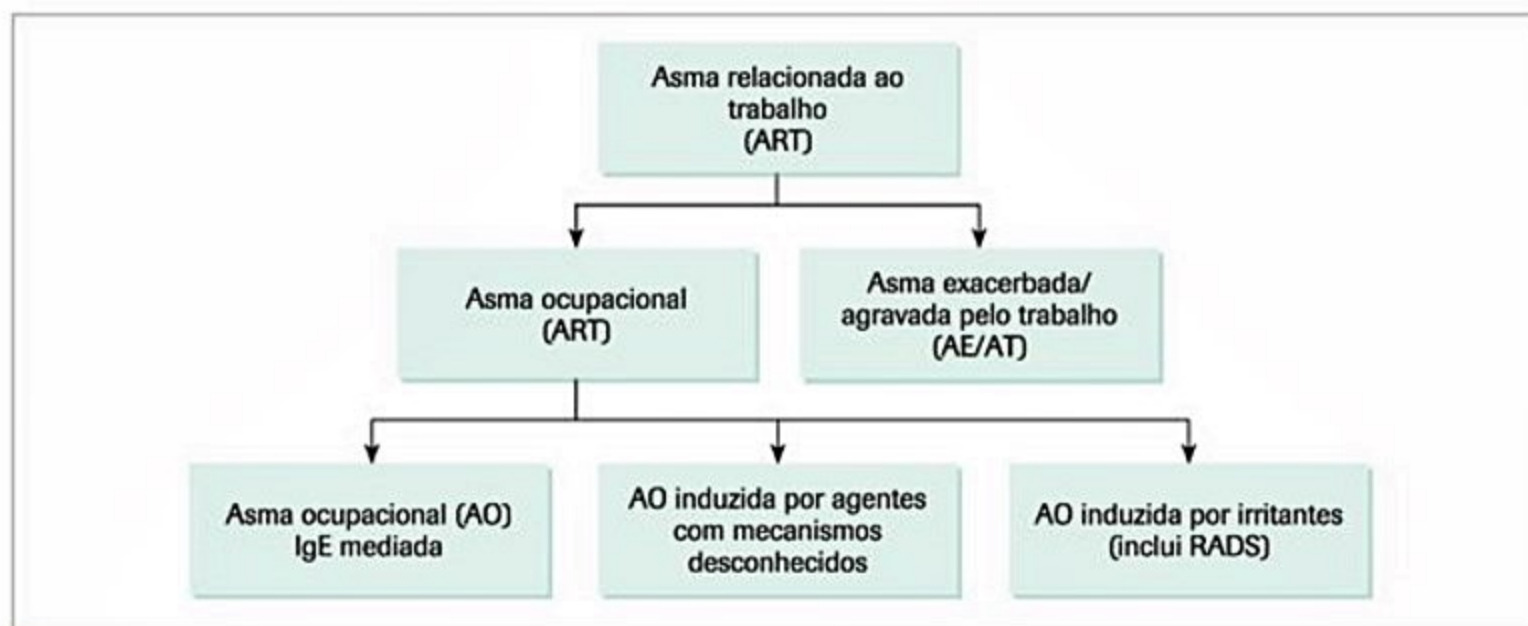 Asma relacionada ao
trabalho
(ART)
Asma ocupacional
(ART)
Asma exacerbada/
agravada pelo trabalho
(AE/AT)
Asma ocupacional (AO)
IgE mediada
AO induzida por agentes
com mecanismos
desconhecidos
AO induzida por irritantes
(inclui RADS)